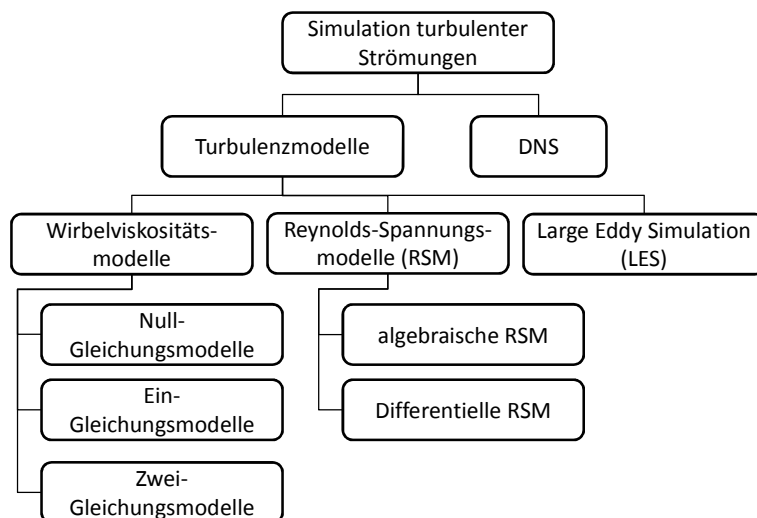 Simulation turbulenter
Strömungen
Turbulenzmodelle
DNS
Wirbelviskositäts-
modelle
Reynolds-Spannungs-
modelle (RSM)
Large Eddy Simulation
(LES)
Null-
Gleichungsmodelle
algebraische RSM
Ein-
Gleichungsmodelle
Differentielle RSM
Zwei-
Gleichungsmodelle